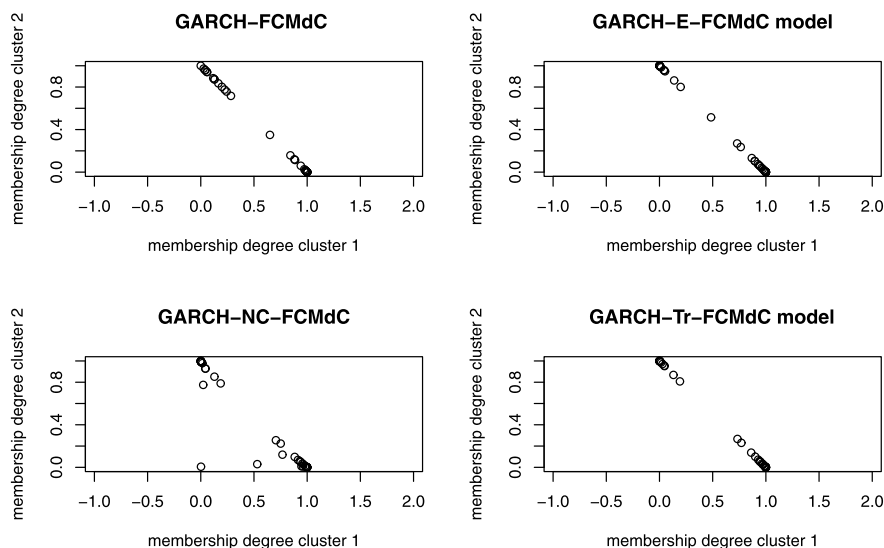 GARCH−FCMdC
membership degree cluster 2
0.0 0.4 0.8
−1.0 −0.5 0.0 0.5 1.0 1.5 2.0
membership degree cluster 1
GARCH−E−FCMdC model
membership degree cluster 2
0.0 0.4 0.8
−1.0 −0.5 0.0 0.5 1.0 1.5 2.0
membership degree cluster 1
GARCH−NC−FCMdC
membership degree cluster 2
0.0 0.4 0.8
−1.0 −0.5 0.0 0.5 1.0 1.5 2.0
membership degree cluster 1
GARCH−Tr−FCMdC model
membership degree cluster 2
0.0 0.4 0.8
−1.0 −0.5 0.0 0.5 1.0 1.5 2.0
membership degree cluster 1